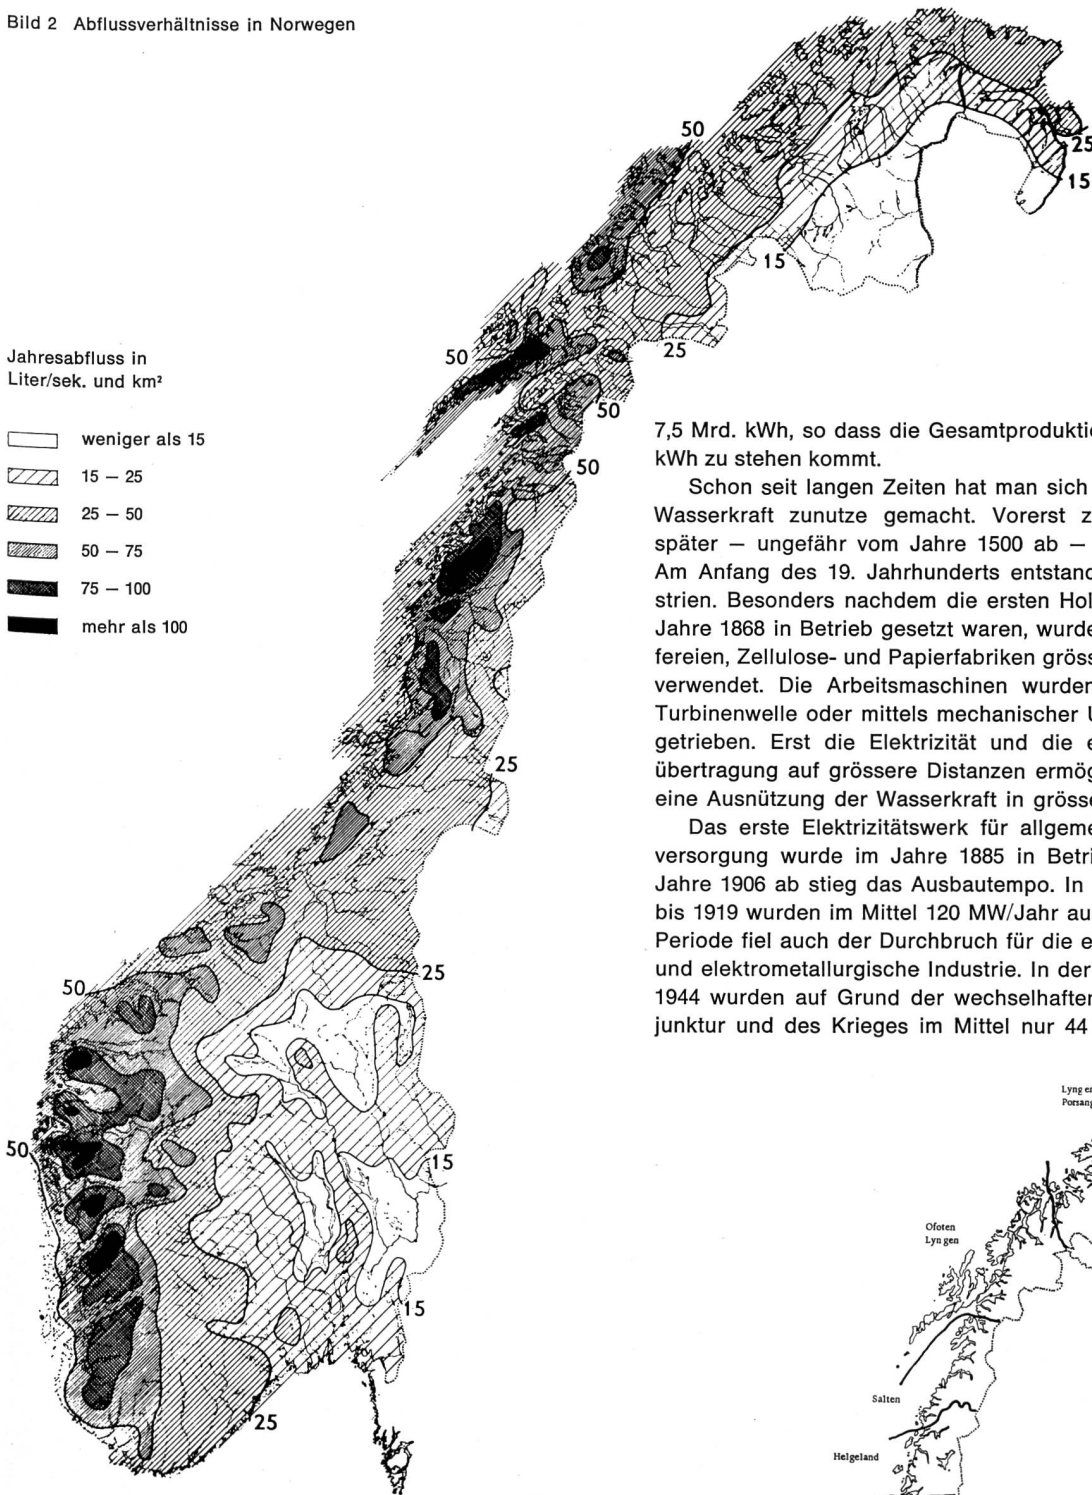 Bild 2 Abflussverhältnisse in Norwegen
Jahresabfluss in
Liter/sek. und km²
weniger als 15
15 — 25
25 — 50
50 — 75
75 — 100
mehr als 100
50
25
15
15
50
25
50
50
25
25
50
50
15
15
25
7,5 Mrd. kWh, so dass die Gesamtprodukti
kWh zu stehen kommt.
Schon seit langen Zeiten hat man sich
Wasserkraft zunutze gemacht. Vorerst z
später — ungefähr vom Jahre 1500 ab —
Am Anfang des 19. Jahrhunderts entstand
strien. Besonders nachdem die ersten Hol
Jahre 1868 in Betrieb gesetzt waren, wurde
fereien, Zellulose- und Papierfabriken gröss
verwendet. Die Arbeitsmaschinen wurden
Turbinenwelle oder mittels mechanischer U
getrieben. Erst die Elektrizität und die e
übertragung auf grössere Distanzen ermög
eine Ausnützung der Wasserkraft in grösse
Das erste Elektrizitätswerk für allgeme
versorgung wurde im Jahre 1885 in Betri
Jahre 1906 ab stieg das Ausbautempo. In
bis 1919 wurden im Mittel 120 MW/Jahr au
Periode fiel auch der Durchbruch für die e
und elektrometallurgische Industrie. In der
1944 wurden auf Grund der wechselhaften
junktur und des Krieges im Mittel nur 44
Lyngen
Porsang
Ofoten
Lyngen
Salten
Helgeland